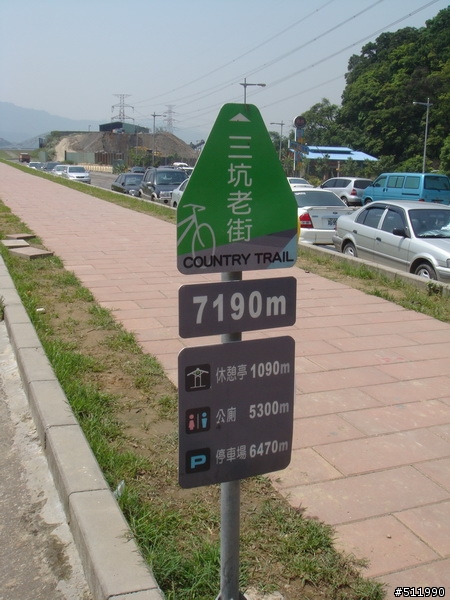 三坑老街
COUNTRY TRAIL
7190m
休憩亭 1090m
公廁 5300m
P 停車場 6470m
#511990